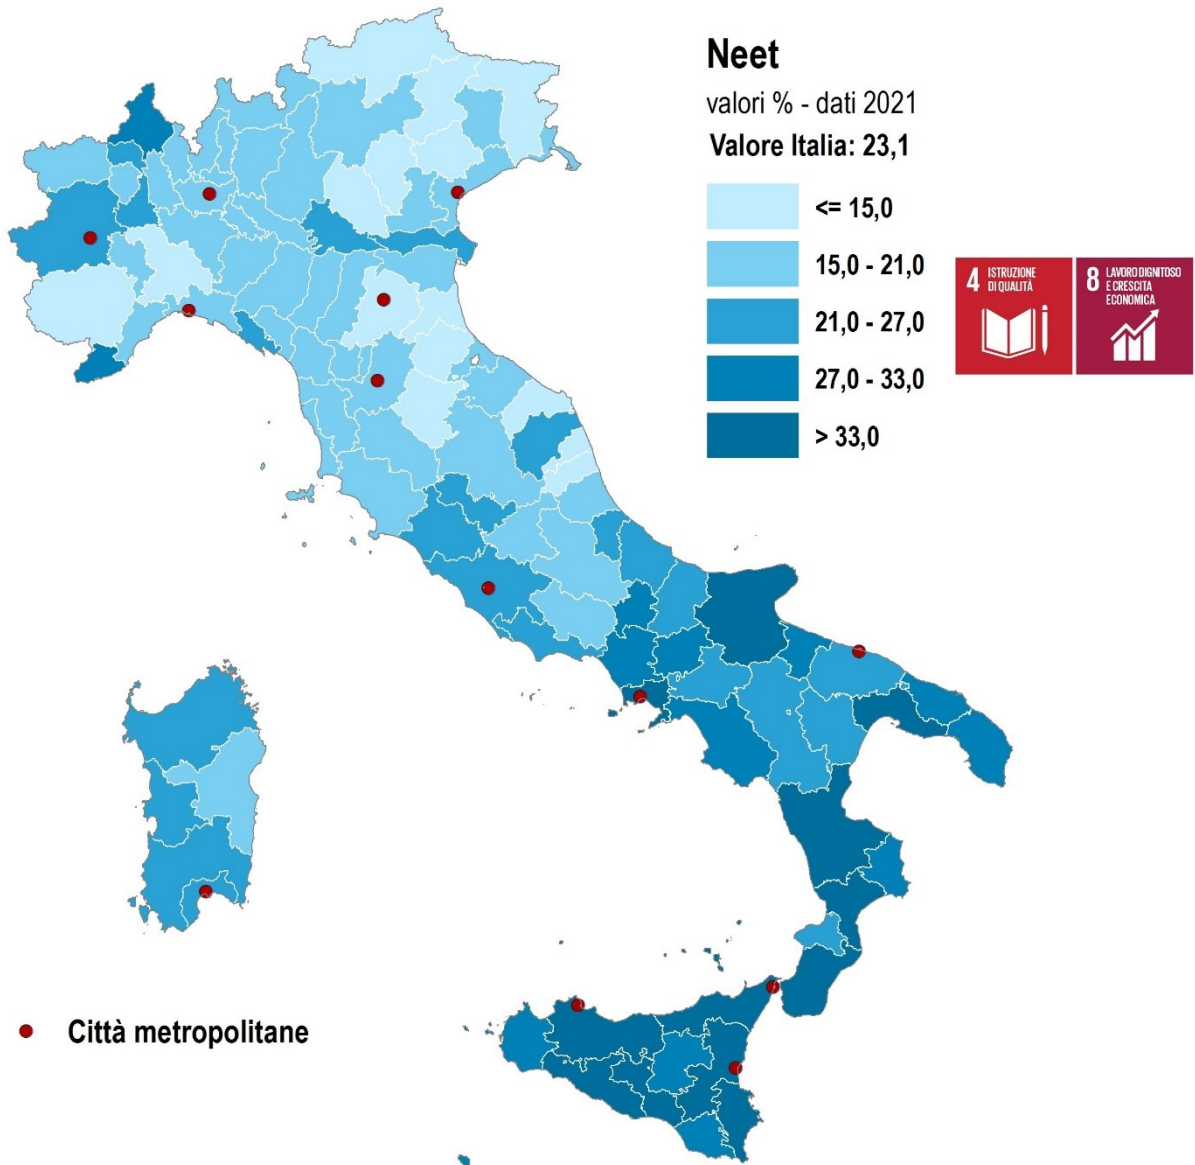 Neet
valori % - dati 2021
Valore Italia: 23,1
<= 15,0
15,0 - 21,0
21,0 - 27,0
27,0 - 33,0
> 33,0
4 ISTRUZIONE
DI QUALITÀ
8 LAVORO DIGNITOSO
E CRESCITA
ECONOMICA
Città metropolitane